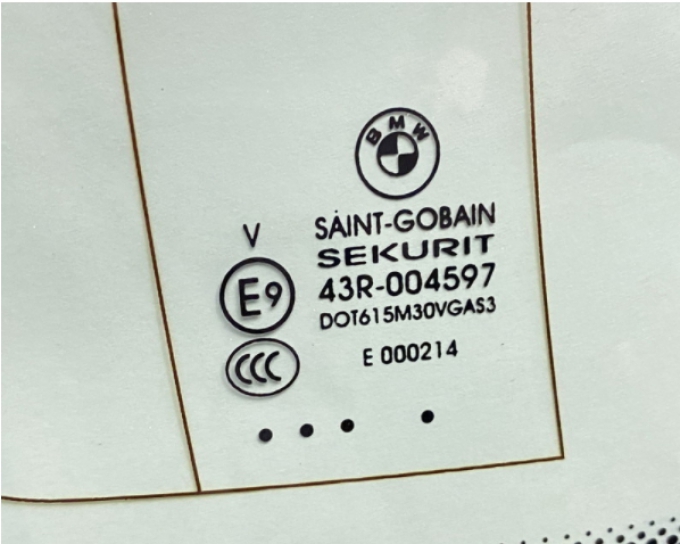 BMW
SAINT-GOBAIN
SEKURIT
43R-004597
DOT615M30VGAS3
E 000214
V
E9
CCC